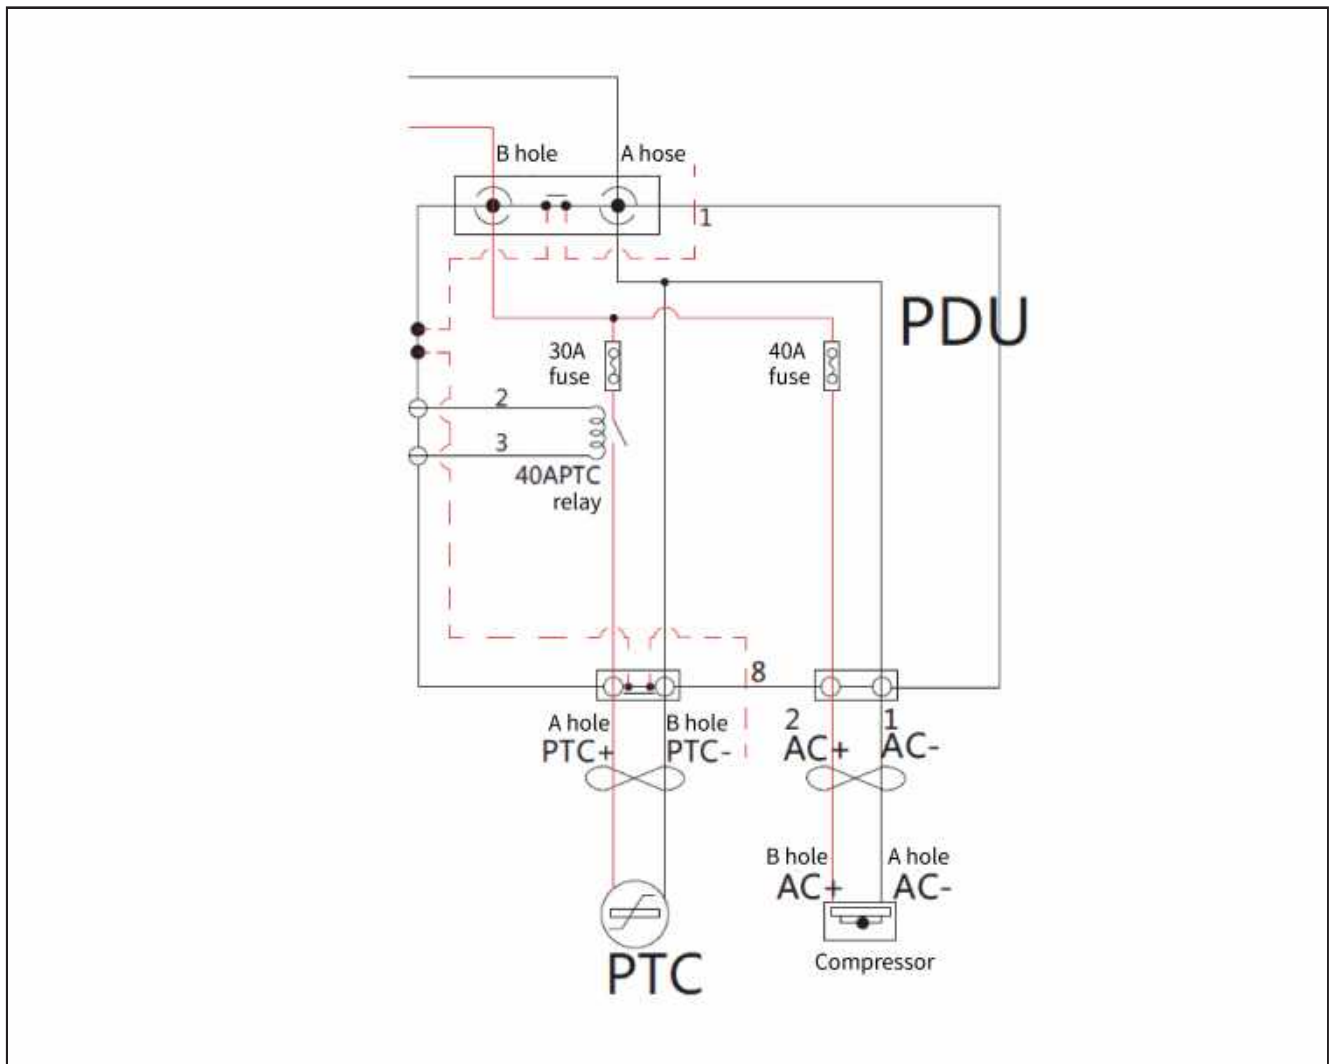 B hole
A hose
1
PDU
30A
fuse
40A
fuse
2
3
40APTC
relay
8
A hole
PTC+
B hole
PTC-
2
AC+
1
AC-
B hole
AC+
A hole
AC-
PTC
Compressor